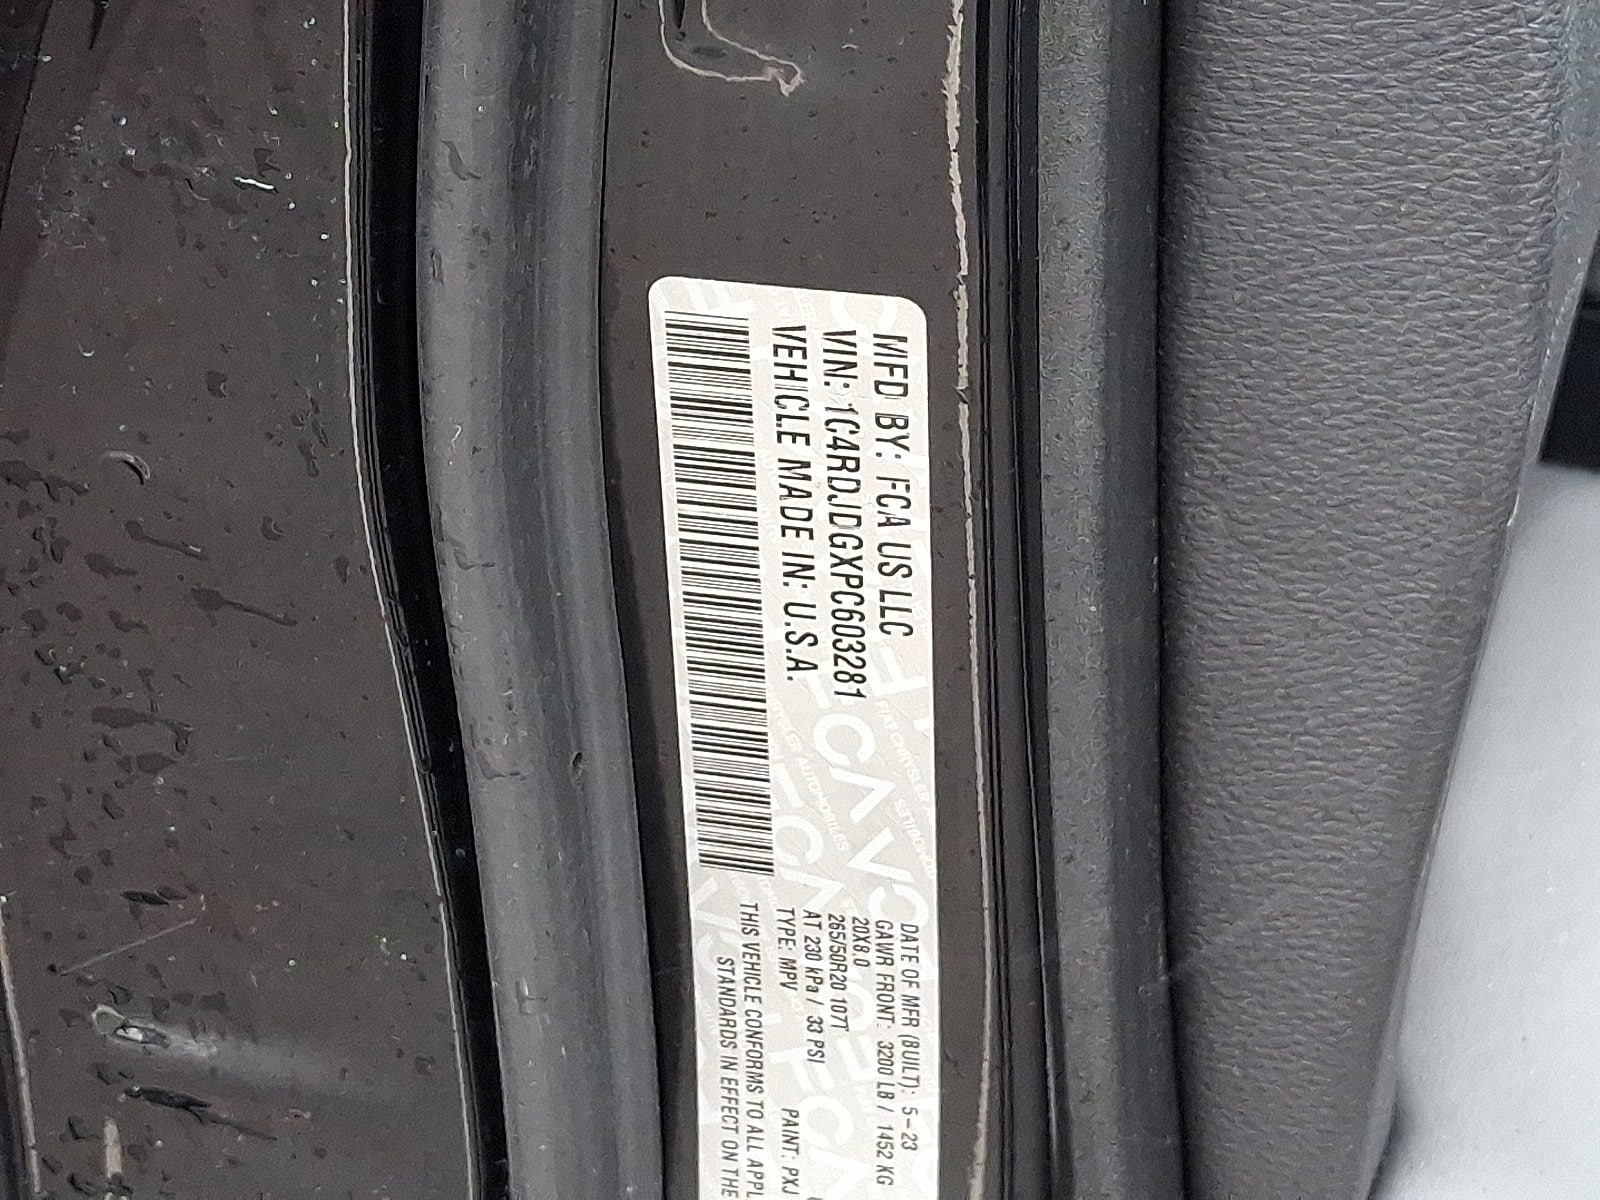 MFD BY: FCA US LLC
VIN: 1C4RDJDGXPC603281
VEHICLE MADE IN: U.S.A.
DATE OF MFR (BUILT): 5-23
GAWR FRONT: 3200 LB / 1452 KG
20X8.0
265/50R20 107T
AT 230 kPa / 33 PSI
TYPE: MPV PAINT: PXJ
THIS VEHICLE CONFORMS TO ALL APPL
STANDARDS IN EFFECT ON THE